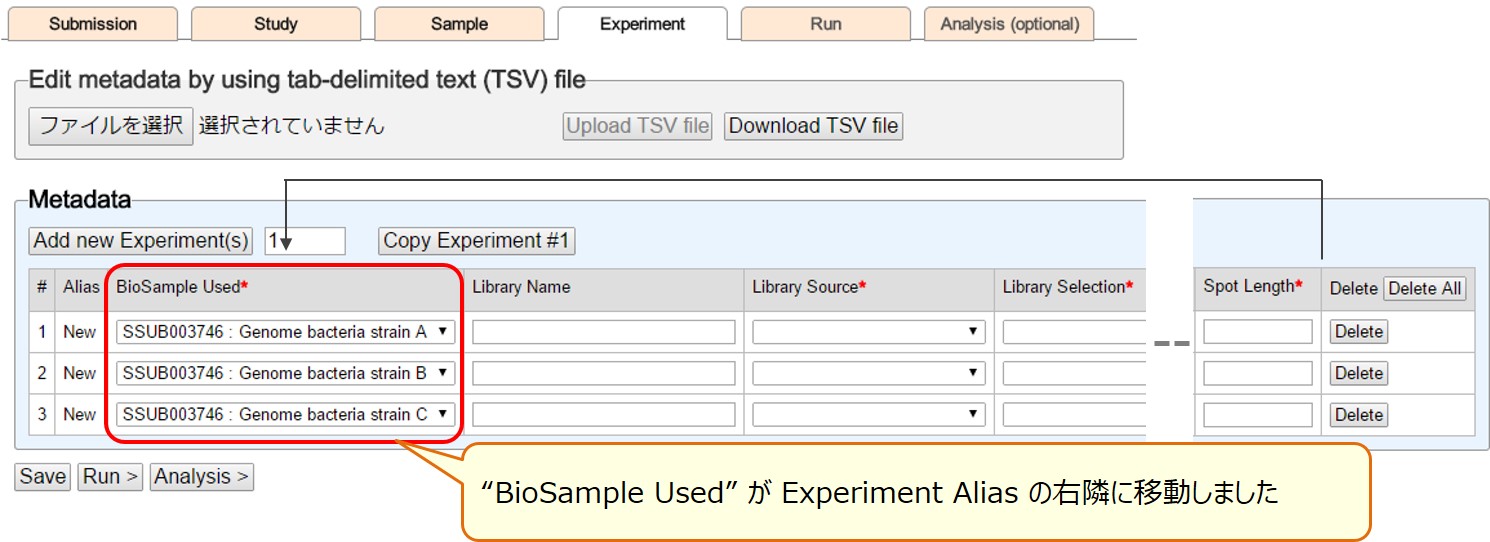 Submission Study Sample Experiment Run Analysis (optional)
Edit metadata by using tab-delimited text (TSV) file
ファイルを選択 選択されていません Upload TSV file Download TSV file
Metadata
Add new Experiment(s) 1 Copy Experiment #1
# Alias BioSample Used* Library Name Library Source* Library Selection* Spot Length* Delete Delete All
1 New SSUB003746 : Genome bacteria strain A Delete
2 New SSUB003746 : Genome bacteria strain B Delete
3 New SSUB003746 : Genome bacteria strain C Delete
Save Run > Analysis >
“BioSample Used” が Experiment Alias の右隣に移動しました